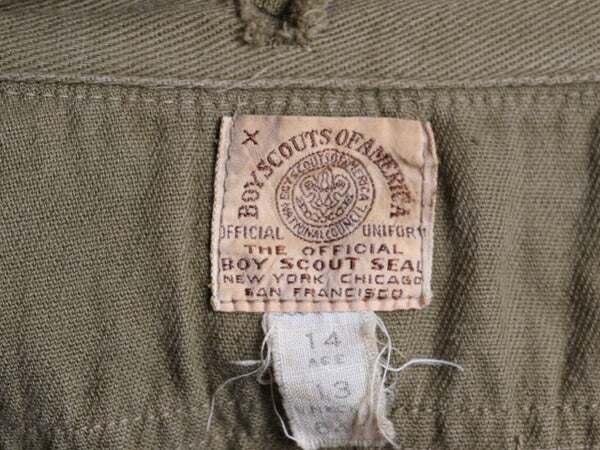 X
BOY SCOUTS OF AMERICA
BOY SCOUTS OF AMERICA
NATIONAL COUNCIL
OFFICIAL UNIFORM
THE OFFICIAL
BOY SCOUT SEAL
NEW YORK CHICAGO
SAN FRANCISCO
14
AGE
13